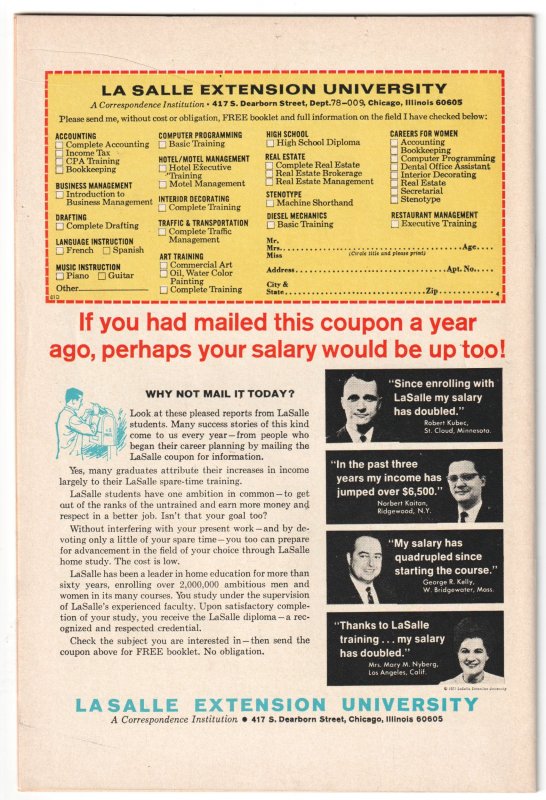 LA SALLE EXTENSION UNIVERSITY
A Correspondence Institution • 417 S. Dearborn Street, Dept. 78-009, Chicago, Illinois 60605
Please send me, without cost or obligation, FREE booklet and full information on the field I have checked below:
ACCOUNTING
Complete Accounting
Income Tax
CPA Training
Bookkeeping
BUSINESS MANAGEMENT
Introduction to
Business Management
DRAFTING
Complete Drafting
LANGUAGE INSTRUCTION
French Spanish
MUSIC INSTRUCTION
Piano Guitar
Other
COMPUTER PROGRAMMING
Basic Training
HOTEL/MOTEL MANAGEMENT
Hotel Executive
Training
Motel Management
INTERIOR DECORATING
Complete Training
TRAFFIC & TRANSPORTATION
Complete Traffic
Management
ART TRAINING
Commercial Art
Oil, Water Color
Painting
Complete Training
HIGH SCHOOL
High School Diploma
REAL ESTATE
Complete Real Estate
Real Estate Brokerage
Real Estate Management
STENOTYPE
Machine Shorthand
DIESEL MECHANICS
Basic Training
CAREERS FOR WOMEN
Accounting
Bookkeeping
Computer Programming
Dental Office Assistant
Interior Decorating
Real Estate
Secretarial
Stenotype
RESTAURANT MANAGEMENT
Executive Training
Mr.
Mrs. Age
Miss (Circle title and please print)
Address Apt. No.
City &
State Zip 4
If you had mailed this coupon a year
ago, perhaps your salary would be up too!
WHY NOT MAIL IT TODAY?
Look at these pleased reports from LaSalle
students. Many success stories of this kind
come to us every year—from people who
began their career planning by mailing the
LaSalle coupon for information.
Yes, many graduates attribute their increases in income
largely to their LaSalle spare-time training.
LaSalle students have one ambition in common—to get
out of the ranks of the untrained and earn more money and
respect in a better job. Isn't that your goal too?
Without interfering with your present work—and by de-
voting only a little of your spare time—you too can prepare
for advancement in the field of your choice through LaSalle
home study. The cost is low.
LaSalle has been a leader in home education for more than
sixty years, enrolling over 2,000,000 ambitious men and
women in its many courses. You study under the supervision
of LaSalle's experienced faculty. Upon satisfactory comple-
tion of your study, you receive the LaSalle diploma—a rec-
ognized and respected credential.
Check the subject you are interested in—then send the
coupon above for FREE booklet. No obligation.
"Since enrolling with
LaSalle my salary
has doubled."
Robert Kubec,
St. Cloud, Minnesota.
"In the past three
years my income has
jumped over $6,500."
Norbert Kaitan,
Ridgewood, N.Y.
"My salary has
quadrupled since
starting the course."
George R. Kelly,
W. Bridgewater, Mass.
"Thanks to LaSalle
training... my salary
has doubled."
Mrs. Mary M. Nyberg,
Los Angeles, Calif.
© 1971 LaSalle Extension University
LA SALLE EXTENSION UNIVERSITY
A Correspondence Institution • 417 S. Dearborn Street, Chicago, Illinois 60605